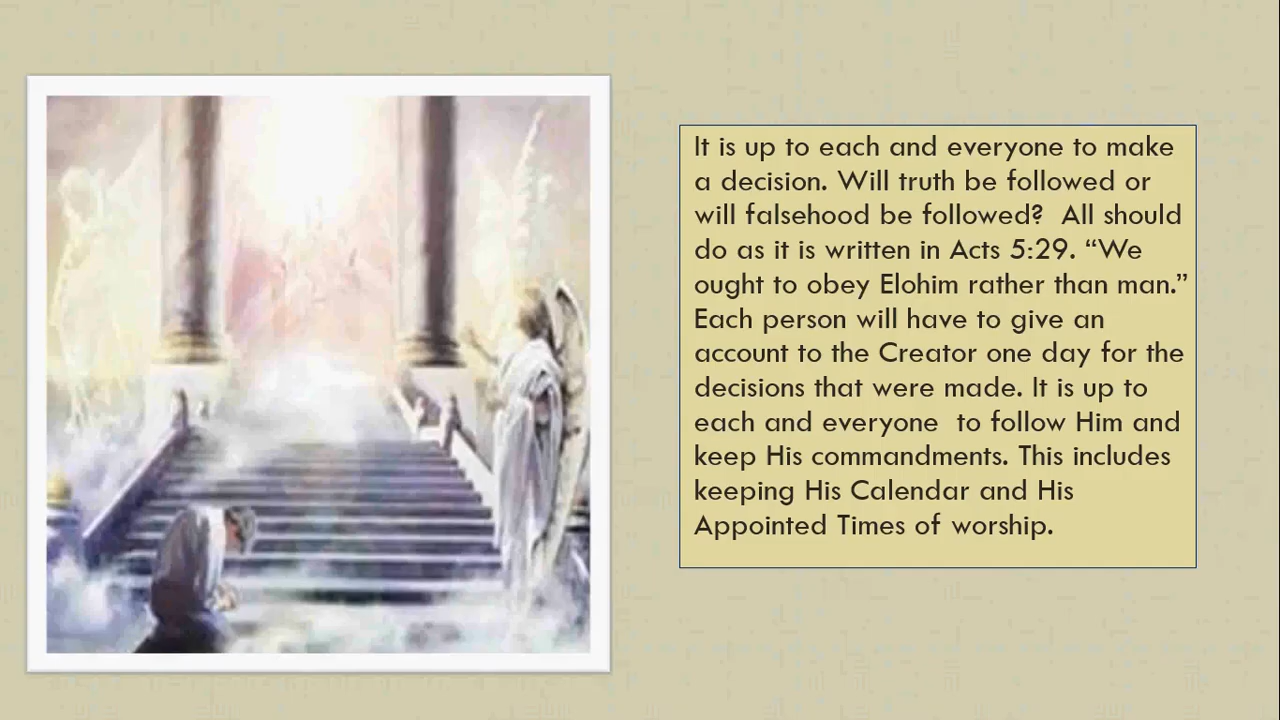 It is up to each and everyone to make
a decision. Will truth be followed or
will falsehood be followed?  All should
do as it is written in Acts 5:29. “We
ought to obey Elohim rather than man.”
Each person will have to give an
account to the Creator one day for the
decisions that were made. It is up to
each and everyone  to follow Him and
keep His commandments. This includes
keeping His Calendar and His
Appointed Times of worship.